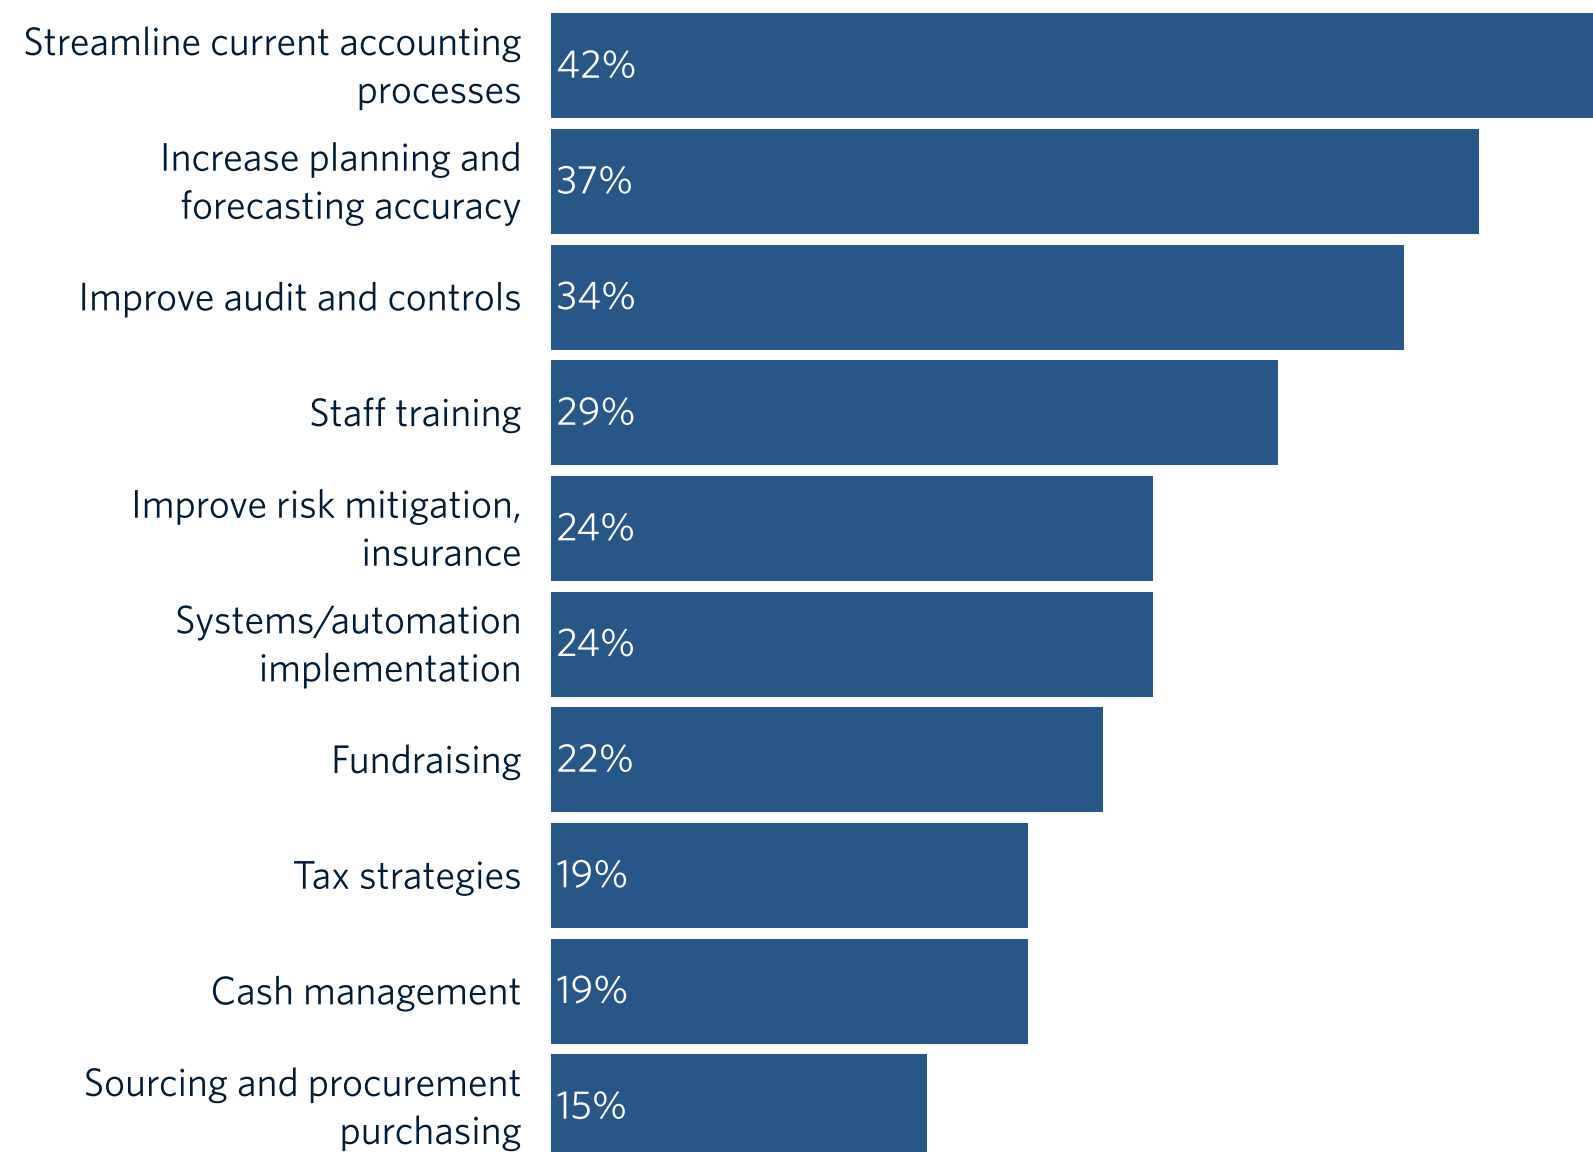 Streamline current accounting
processes
42%
Increase planning and
forecasting accuracy
37%
Improve audit and controls
34%
Staff training
29%
Improve risk mitigation,
insurance
24%
Systems/automation
implementation
24%
Fundraising
22%
Tax strategies
19%
Cash management
19%
Sourcing and procurement
purchasing
15%